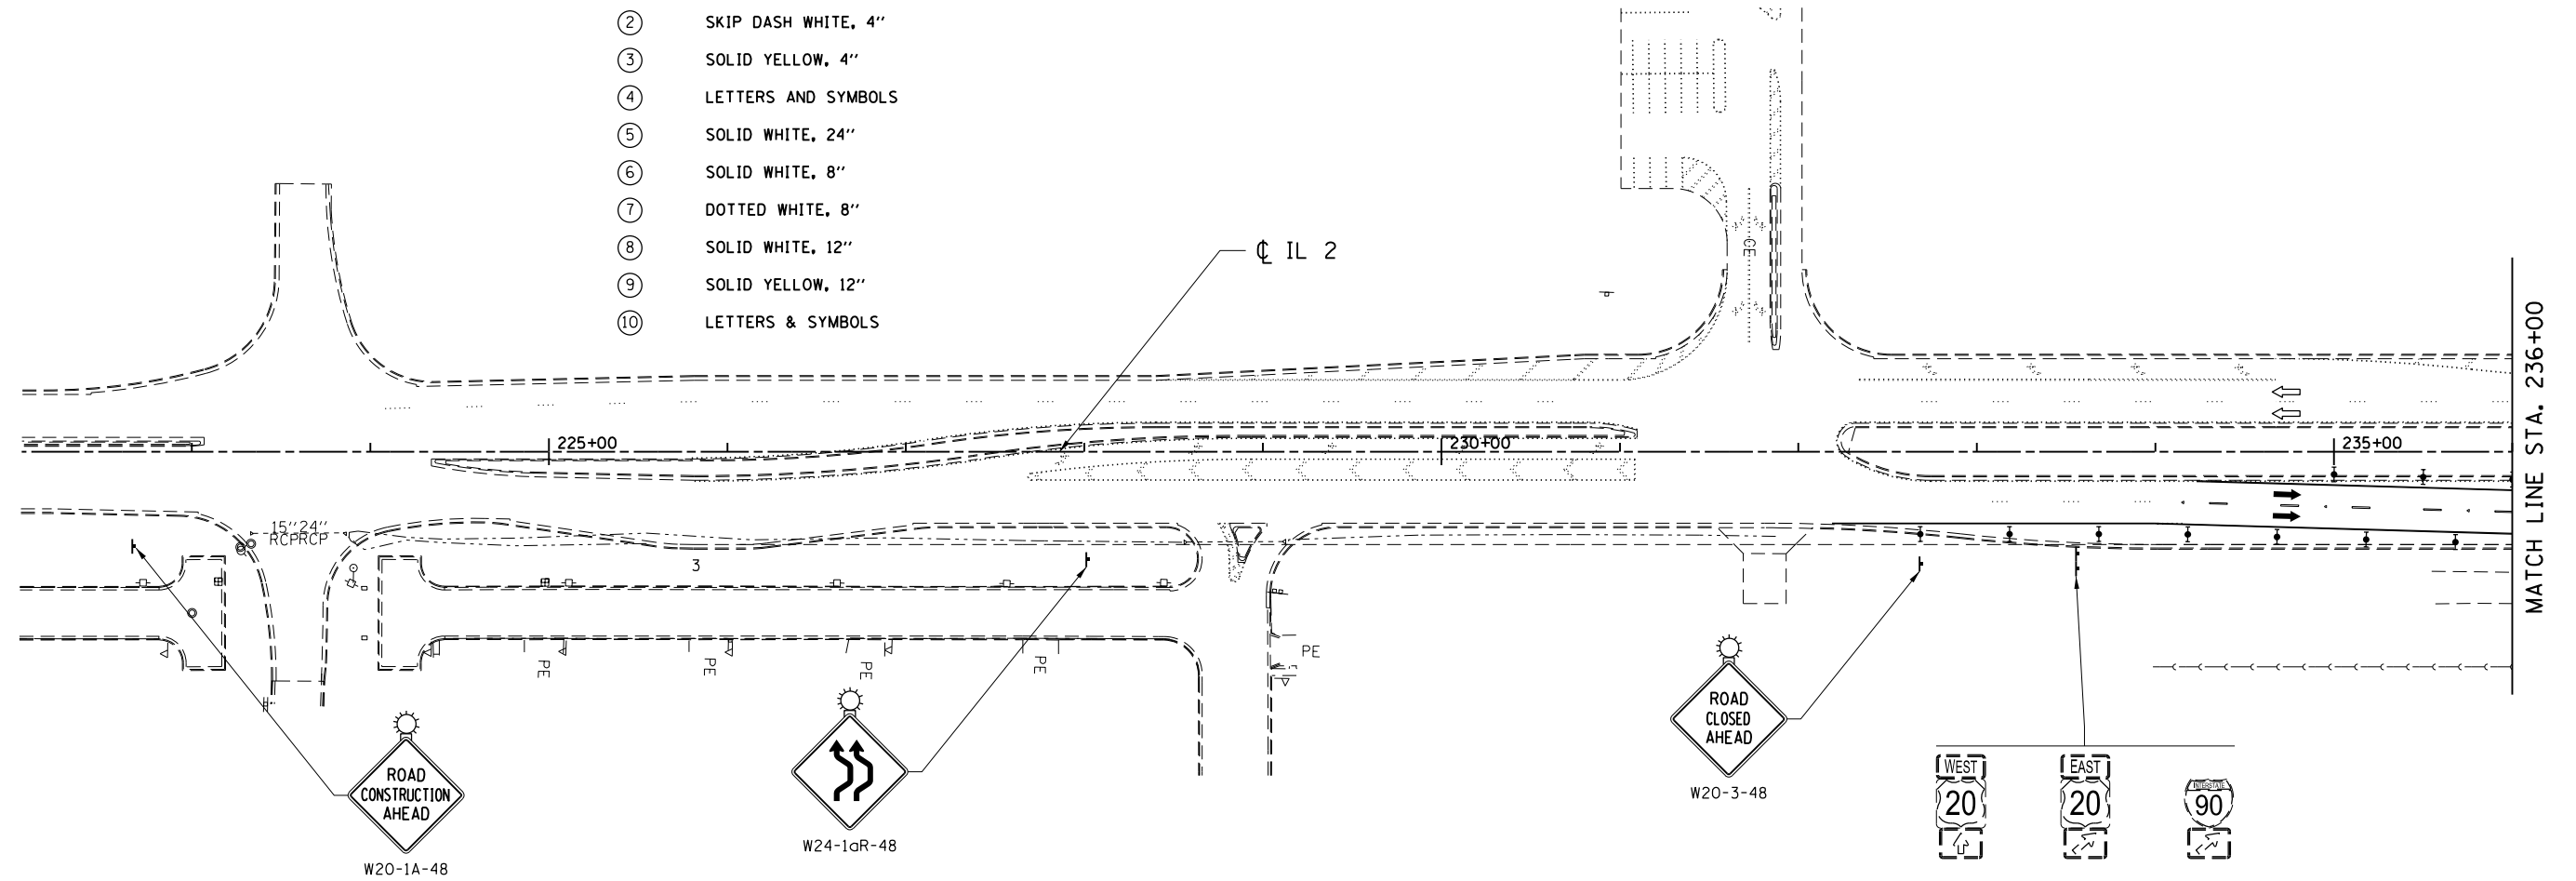 ② SKIP DASH WHITE, 4"
③ SOLID YELLOW, 4"
④ LETTERS AND SYMBOLS
⑤ SOLID WHITE, 24"
⑥ SOLID WHITE, 8"
⑦ DOTTED WHITE, 8"
⑧ SOLID WHITE, 12"
⑨ SOLID YELLOW, 12"
⑩ LETTERS & SYMBOLS
℄ IL 2
CE
225+00
230+00
235+00
MATCH LINE STA. 236+00
15"24"
RCPRCP
3
PE
PE
PE
PE
PE
ROAD
CONSTRUCTION
AHEAD
W20-1A-48
W24-1aR-48
ROAD
CLOSED
AHEAD
W20-3-48
WEST
20
EAST
20
INTERSTATE
90